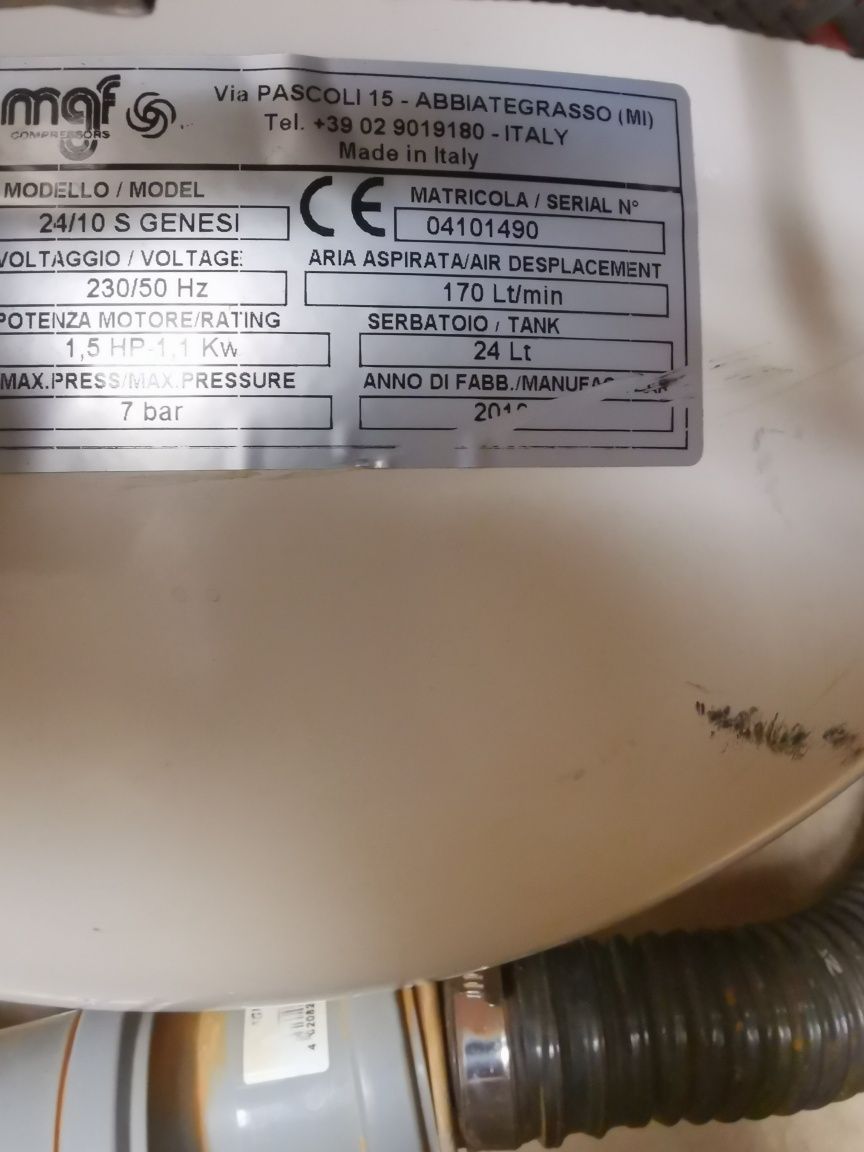 mgf
COMPRESSORS
Via PASCOLI 15 - ABBIATEGRASSO (MI)
Tel. +39 02 9019180 - ITALY
Made in Italy
MODELLO / MODEL
24/10 S GENESI
CE
MATRICOLA / SERIAL N°
04101490
VOLTAGGIO / VOLTAGE
230/50 Hz
ARIA ASPIRATA/AIR DESPLACEMENT
170 Lt/min
POTENZA MOTORE/RATING
1,5 HP-1,1 Kw
SERBATOIO / TANK
24 Lt
MAX.PRESS/MAX.PRESSURE
7 bar
ANNO DI FABB.